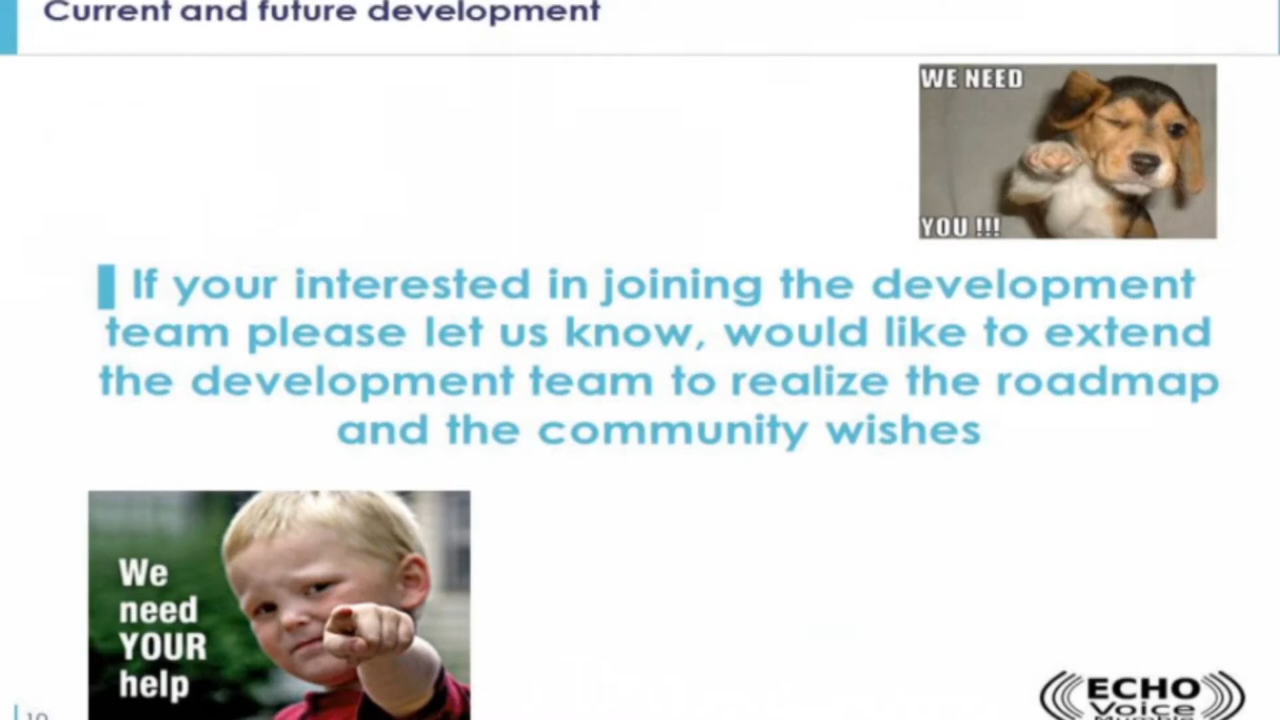 Current and future development
WE NEED
YOU !!!
If your interested in joining the development
team please let us know, would like to extend
the development team to realize the roadmap
and the community wishes
We
need
YOUR
help
ECHO
Voice